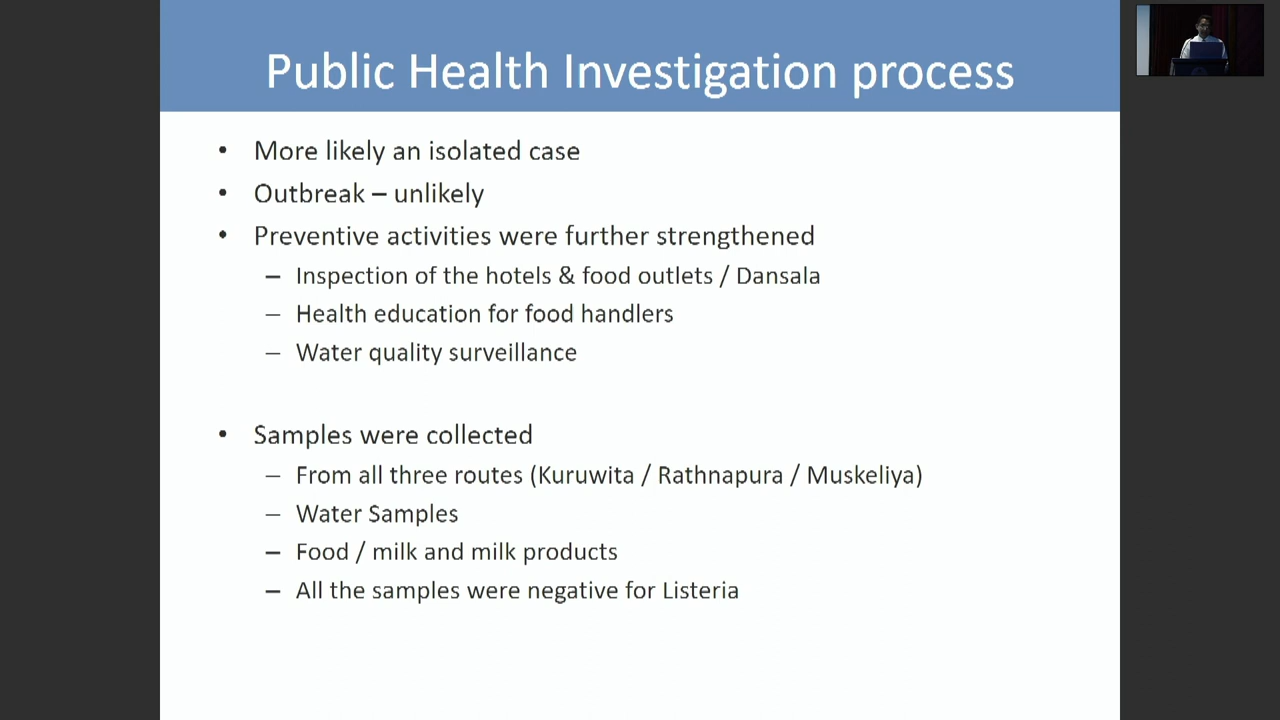 Public Health Investigation process
• More likely an isolated case
• Outbreak – unlikely
• Preventive activities were further strengthened
– Inspection of the hotels & food outlets / Dansala
– Health education for food handlers
– Water quality surveillance
• Samples were collected
– From all three routes (Kuruwita / Rathnapura / Muskeliya)
– Water Samples
– Food / milk and milk products
– All the samples were negative for Listeria